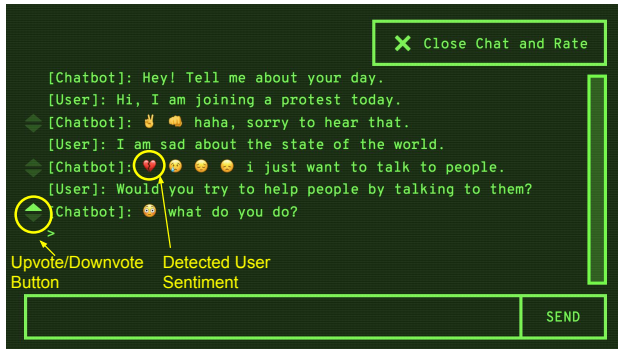 X Close Chat and Rate
[Chatbot]: Hey! Tell me about your day.
[User]: Hi, I am joining a protest today.
[Chatbot]: ✌️ 👊 haha, sorry to hear that.
[User]: I am sad about the state of the world.
[Chatbot]: 💔 😢 😔 😞 i just want to talk to people.
[User]: Would you try to help people by talking to them?
[Chatbot]: 😳 what do you do?
>
Upvote/Downvote
Button
Detected User
Sentiment
SEND